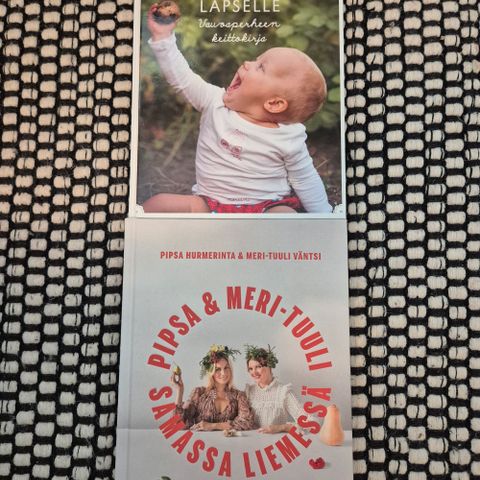 LAPSELLE
Vauvaperheen
keittokirja
PIPSA HURMERINTA & MERI-TUULI VÄNTSI
PIPSA & MERI-TUULI
SAMASSA LIEMESSÄ